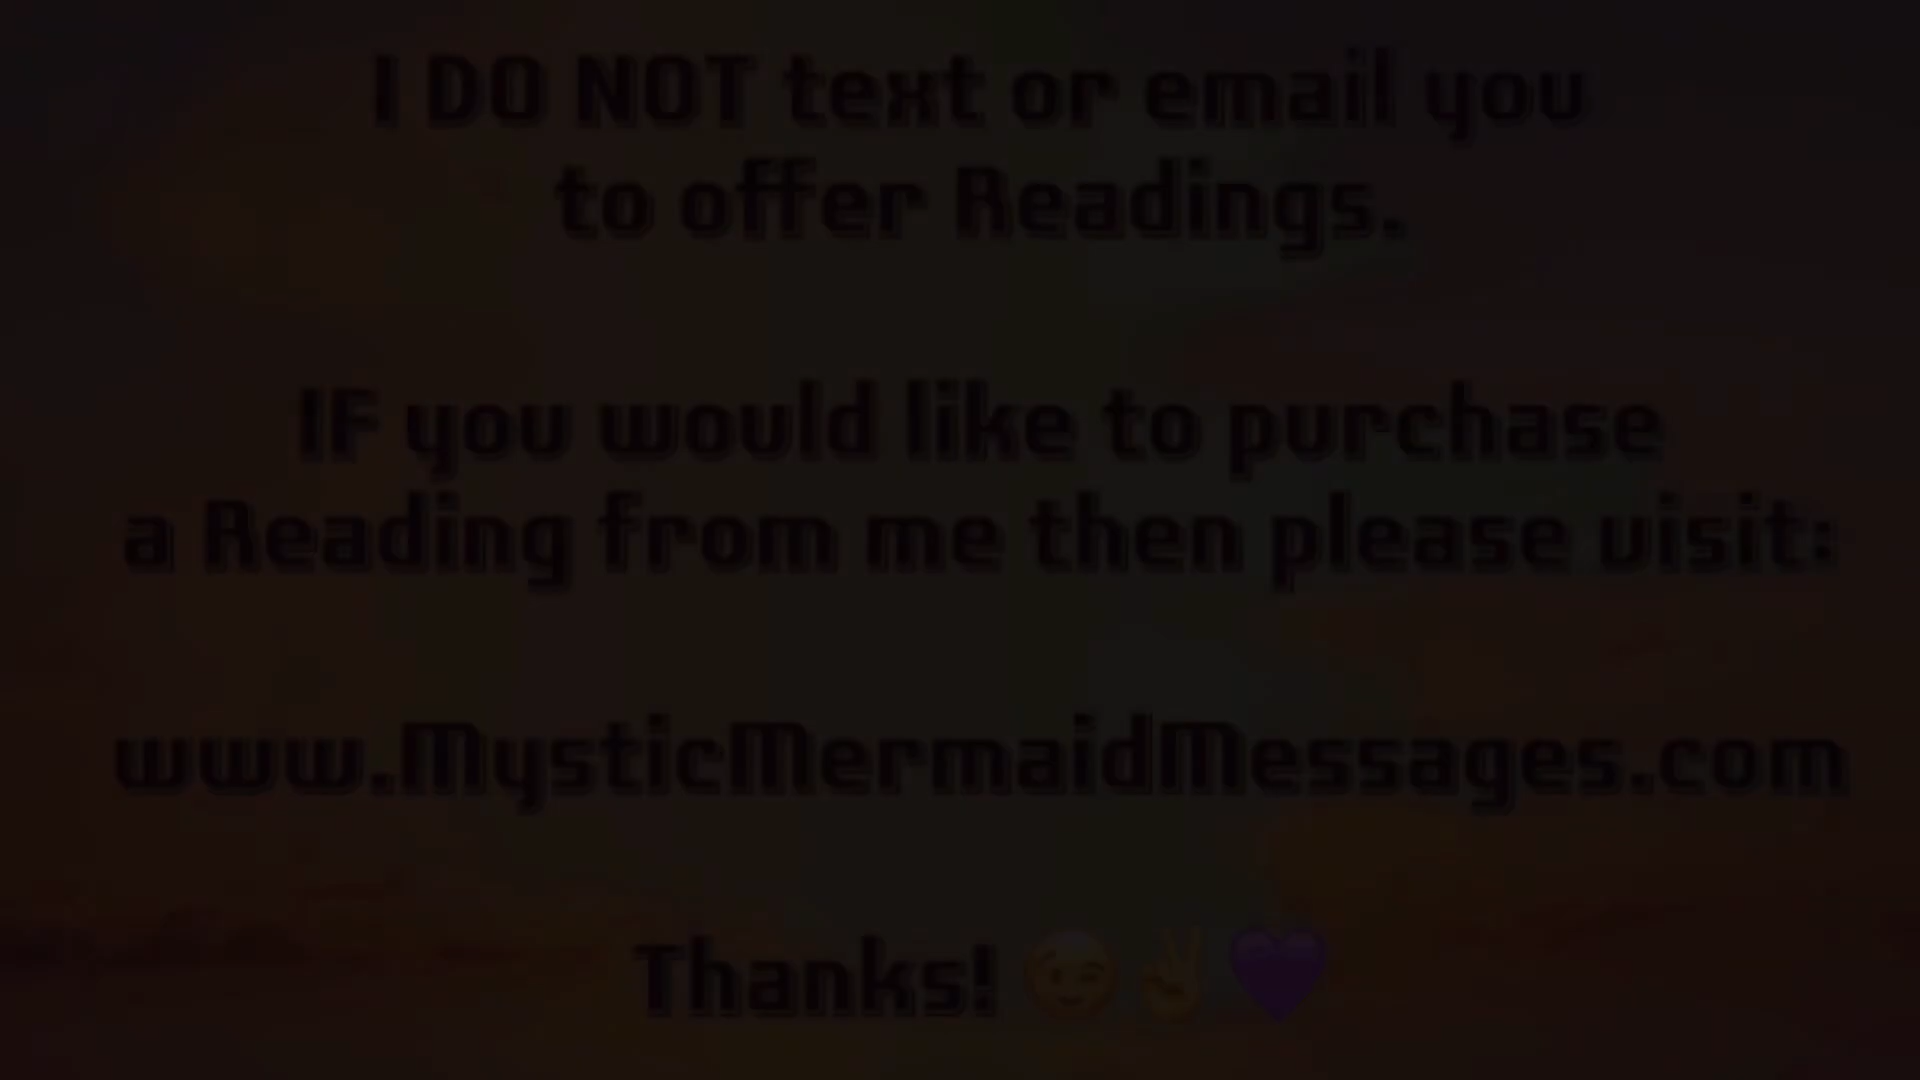 I DO NOT text or email you
to offer Readings.
IF you would like to purchase
a Reading from me then please visit:
www.MysticMermaidMessages.com
Thanks! 😉✌💜